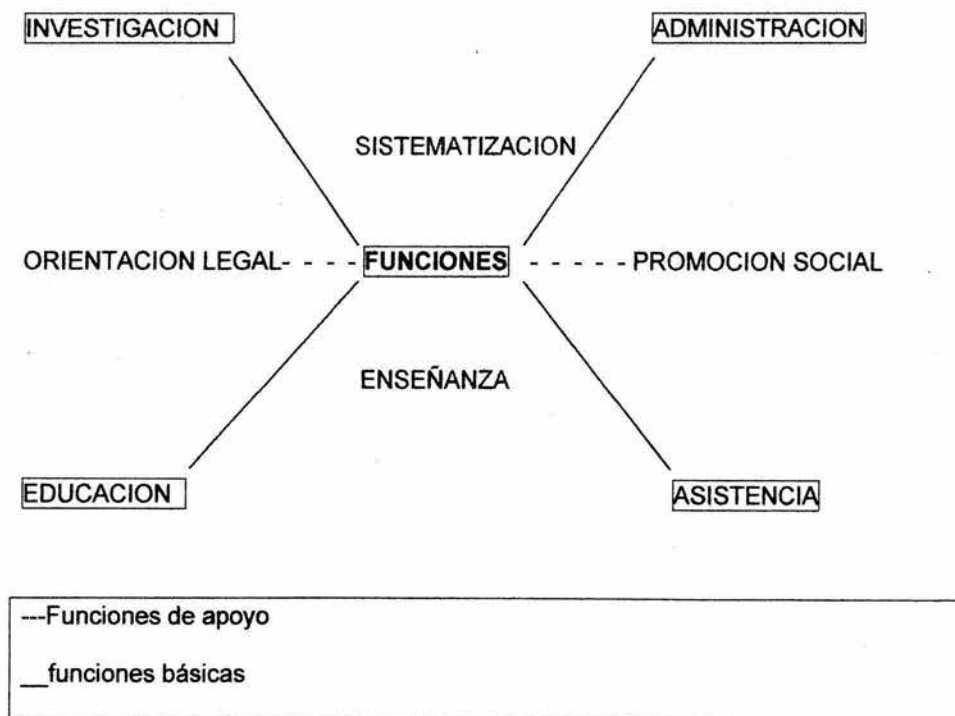 INVESTIGACION ADMINISTRACION
SISTEMATIZACION
ORIENTACION LEGAL- - - - - FUNCIONES - - - - - PROMOCION SOCIAL
ENSEÑANZA
EDUCACION ASISTENCIA
---Funciones de apoyo
__funciones básicas